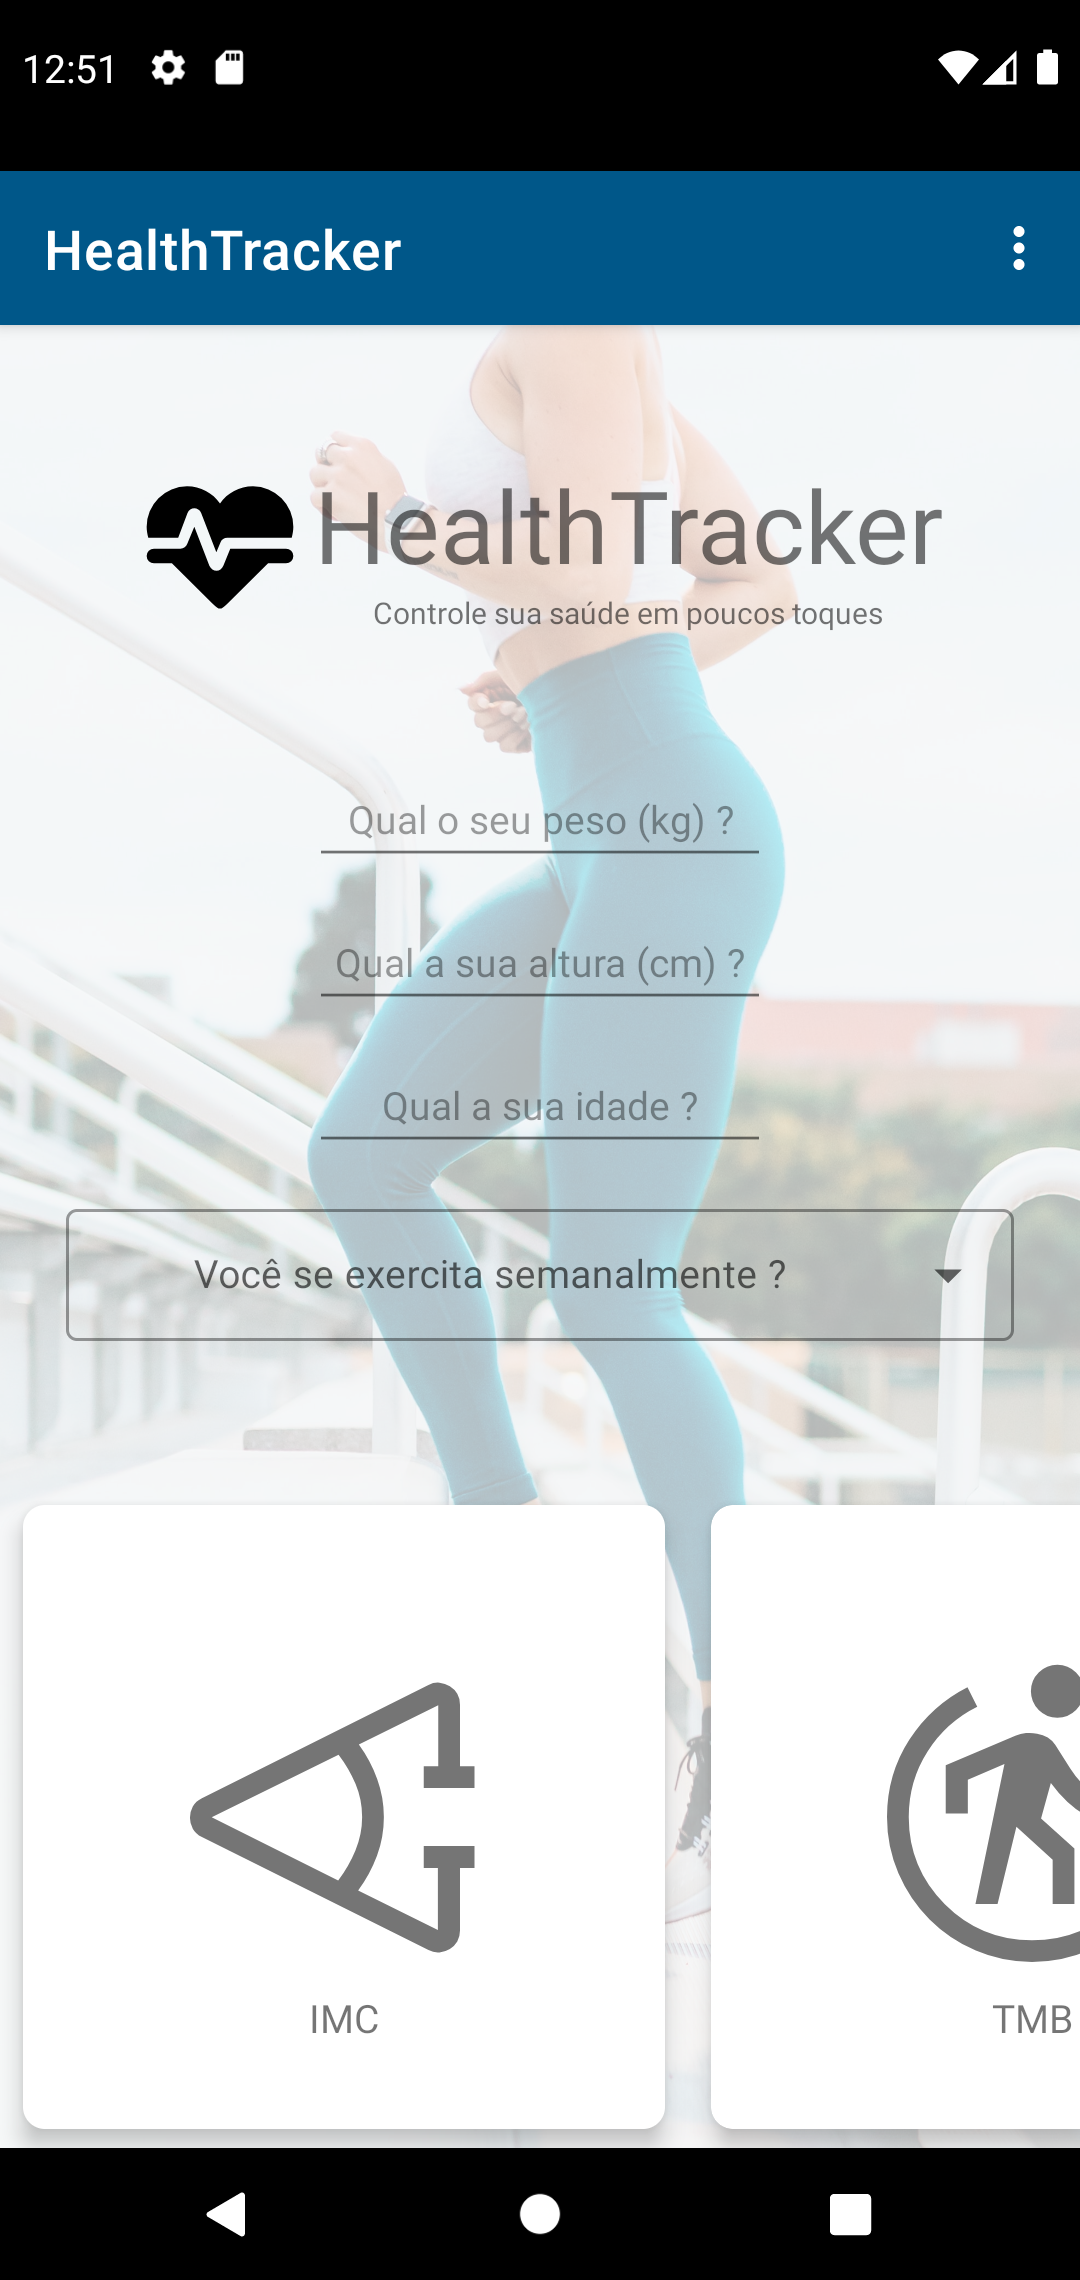 12:51
HealthTracker
HealthTracker
Controle sua saúde em poucos toques
Qual o seu peso (kg) ?
Qual a sua altura (cm) ?
Qual a sua idade ?
Você se exercita semanalmente ?
IMC
TMB